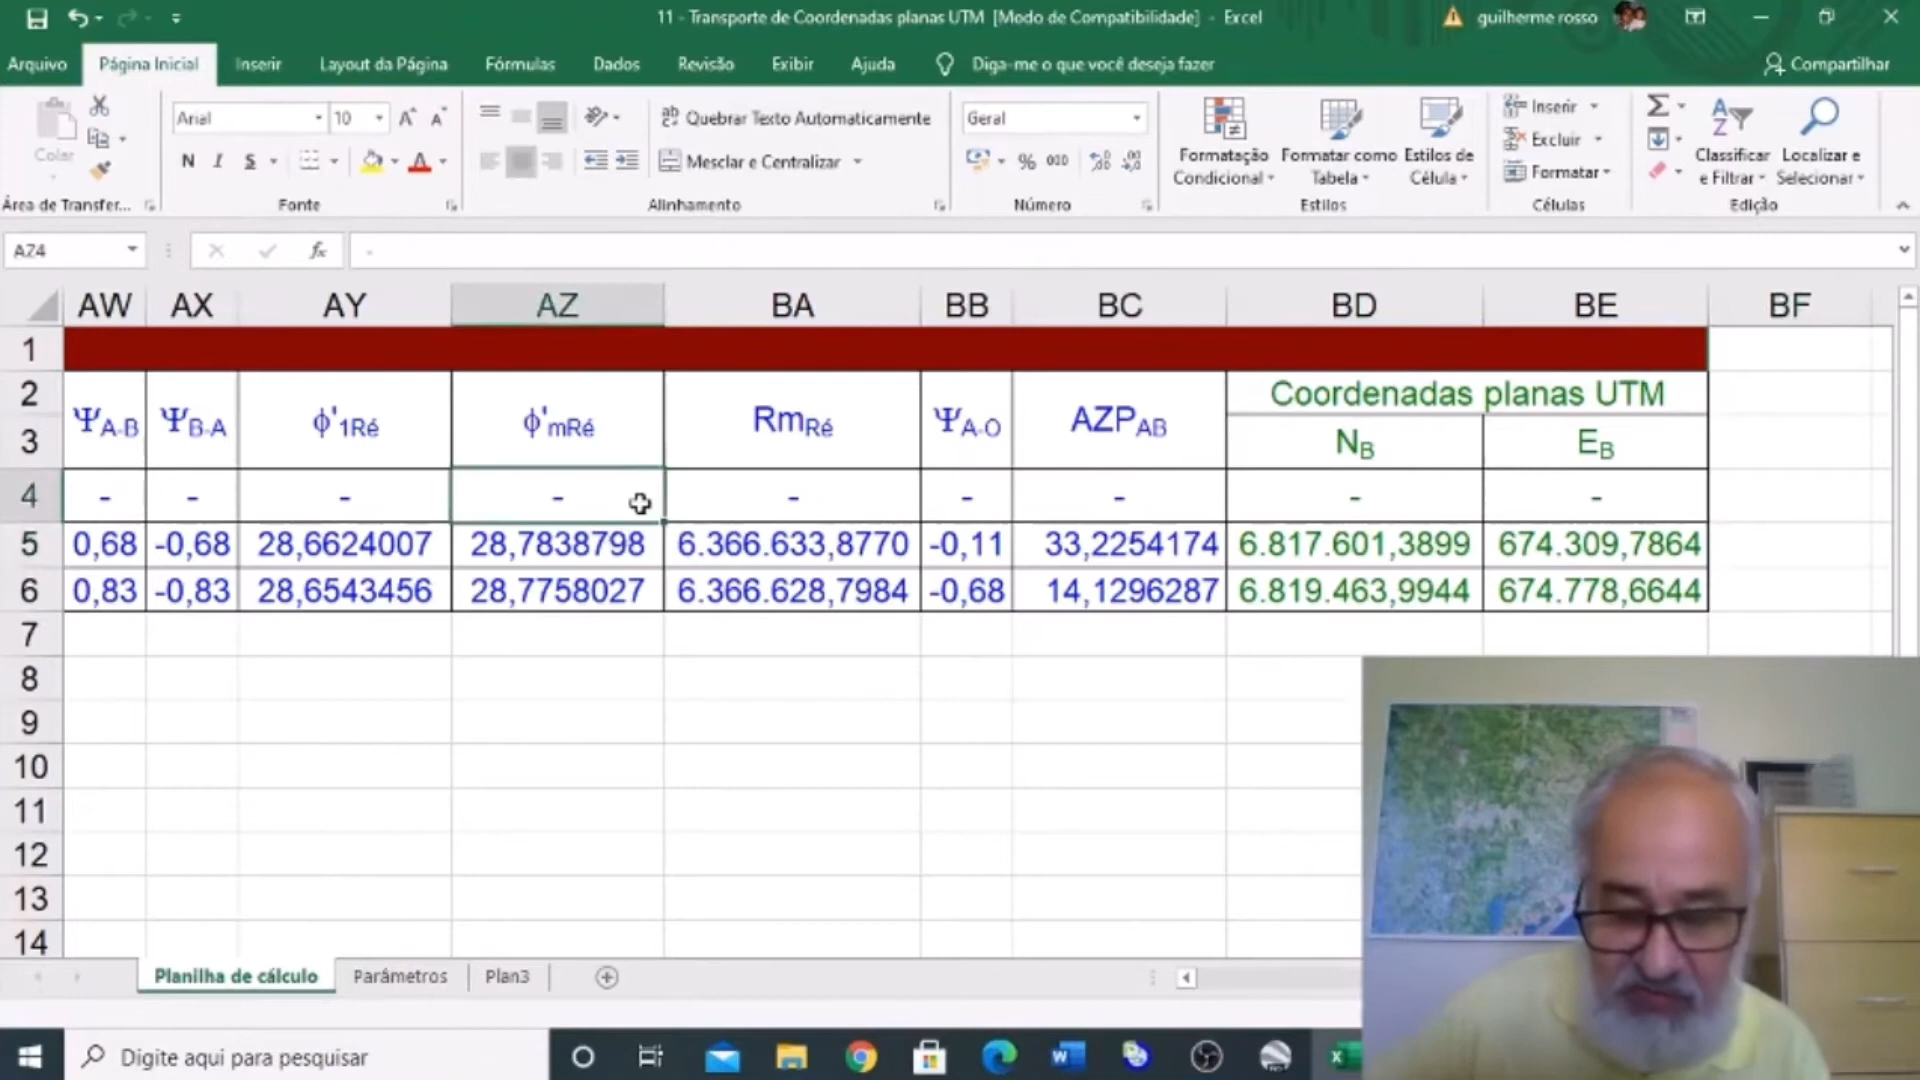 11 - Transporte de Coordenadas planas UTM [Modo de Compatibilidade] - Excel
guilherme rosso
Arquivo Página Inicial Inserir Layout da Página Fórmulas Dados Revisão Exibir Ajuda Diga-me o que você deseja fazer Compartilhar
Colar
Área de Transfer...
Arial 10
N I S
Fonte
Quebrar Texto Automaticamente
Mesclar e Centralizar
Alinhamento
Geral
% 000
Número
Formatação Condicional
Formatar como Tabela
Estilos de Célula
Estilos
Inserir
Excluir
Formatar
Células
Classificar e Filtrar
Localizar e Selecionar
Edição
AZ4 fx -
AW AX AY AZ BA BB BC BD BE BF
1
2 Coordenadas planas UTM
3 ΨA-B ΨB-A ϕ'1Ré ϕ'mRé RmRé ΨA-O AZPAB NB EB
4 - - - - - - - - -
5 0,68 -0,68 28,6624007 28,7838798 6.366.633,8770 -0,11 33,2254174 6.817.601,3899 674.309,7864
6 0,83 -0,83 28,6543456 28,7758027 6.366.628,7984 -0,68 14,1296287 6.819.463,9944 674.778,6644
7
8
9
10
11
12
13
14
Planilha de cálculo Parâmetros Plan3
Digite aqui para pesquisar